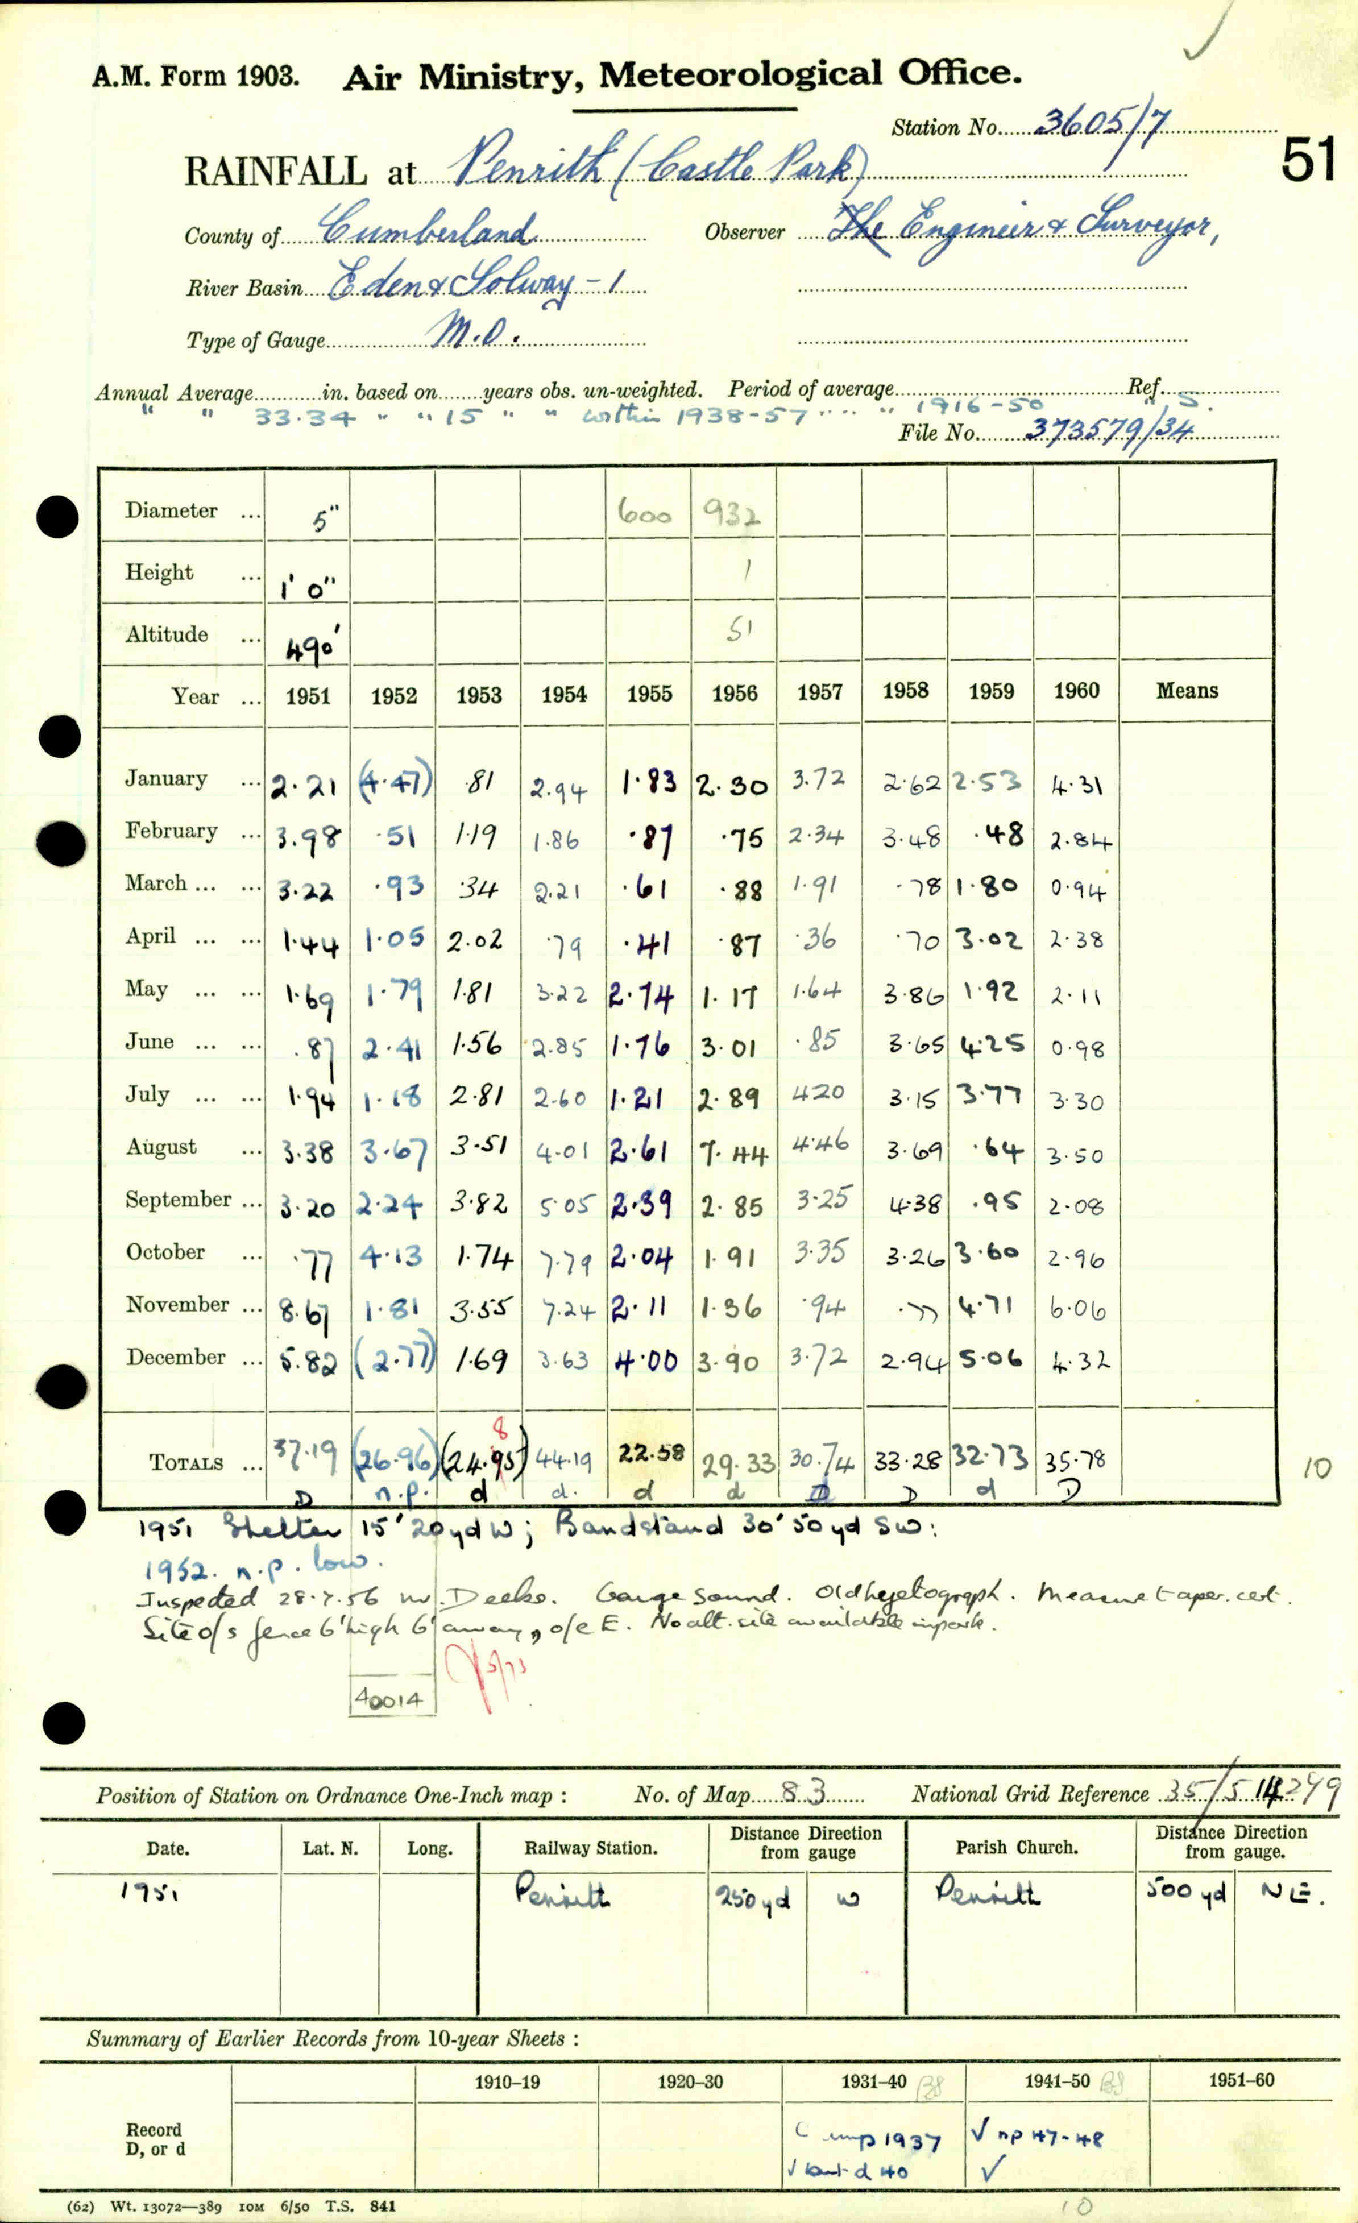 A.M. Form 1903. Air Ministry, Meteorological Office.
Station No. 3605/7
51
RAINFALL at Penrith (Castle Park)
County of Cumberland Observer The Engineer & Surveyor,
River Basin Eden & Solway - 1
Type of Gauge M.O.
Annual Average in. based on years obs. un-weighted. Period of average Ref.
" " 33.34 " " 15 " " within 1938-57 " " " 1916-50 " S.
File No. 373579/34
Diameter ... 5" 600 932
Height ... 1' 0" 1
Altitude ... 490' 51
Year ... 1951 1952 1953 1954 1955 1956 1957 1958 1959 1960 Means
January ... 2.21 (4.47) .81 2.94 1.83 2.30 3.72 2.62 2.53 4.31
February ... 3.98 .51 1.19 1.86 .87 .75 2.34 3.48 .48 2.84
March ... ... 3.22 .93 .34 2.21 .61 .88 1.91 .78 1.80 0.94
April ... ... 1.44 1.05 2.02 .79 .41 .87 .36 .70 3.02 2.38
May ... ... 1.69 1.79 1.81 3.22 2.74 1.17 1.64 3.86 1.92 2.11
June ... ... .87 2.41 1.56 2.85 1.76 3.01 .85 3.65 4.25 0.98
July ... ... 1.94 1.18 2.81 2.60 1.21 2.89 4.20 3.15 3.77 3.30
August ... 3.38 3.67 3.51 4.01 2.61 7.44 4.46 3.69 .64 3.50
September ... 3.20 2.24 3.82 5.05 2.39 2.85 3.25 4.38 .95 2.08
October ... .77 4.13 1.74 7.79 2.04 1.91 3.35 3.26 3.60 2.96
November ... 8.67 1.81 3.55 7.24 2.11 1.36 .94 .77 4.71 6.06
December ... 5.82 (2.77) 1.69 3.63 4.00 3.90 3.72 2.94 5.06 4.32
8
TOTALS ... 37.19 (26.96) (24.95) 44.19 22.58 29.33 30.74 33.28 32.73 35.78 10
D n.p. d d. d d D D d D
1951 Shelter 15' 20yd W; Bandstand 30' 50yd SW:
1952. n.p. low.
Inspected 28.7.56 Mr. Deeks. Gauge sound. Old hyetograph. Measure t aper. cert.
Site o/s fence 6' high 6' away, o/c E. No alt. site available in park.
5/73
40014
Position of Station on Ordnance One-Inch map : No. of Map 83 National Grid Reference 35/514299
Date. Lat. N. Long. Railway Station. Distance from gauge Direction Parish Church. Distance from gauge. Direction
1951 Penrith 250yd W Penrith 500yd NE.
Summary of Earlier Records from 10-year Sheets :
1910–19 1920–30 1931–40 1941–50 1951–60
Record
D, or d
1937 √ np 47-48
√ but d 40 √
(62) Wt. 13072—389 10M 6/50 T.S. 841
10